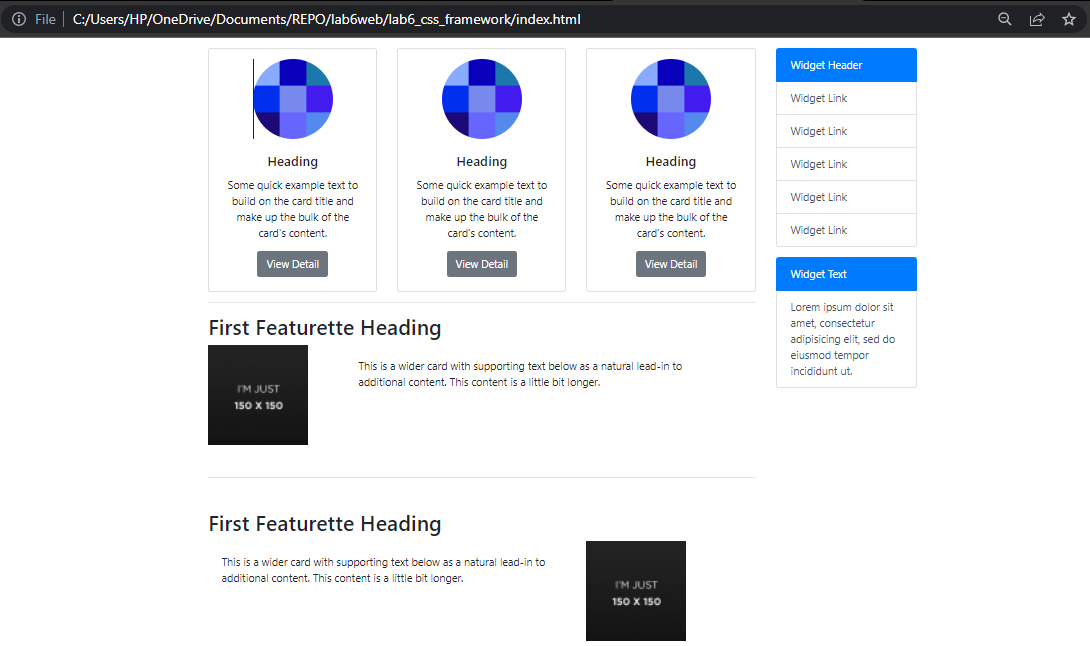 File
C:/Users/HP/OneDrive/Documents/REPO/lab6web/lab6_css_framework/index.html
Heading
Some quick example text to
build on the card title and
make up the bulk of the
card's content.
View Detail
Heading
Some quick example text to
build on the card title and
make up the bulk of the
card's content.
View Detail
Heading
Some quick example text to
build on the card title and
make up the bulk of the
card's content.
View Detail
First Featurette Heading
I'M JUST
150 X 150
This is a wider card with supporting text below as a natural lead-in to
additional content. This content is a little bit longer.
First Featurette Heading
This is a wider card with supporting text below as a natural lead-in to
additional content. This content is a little bit longer.
I'M JUST
150 X 150
Widget Header
Widget Link
Widget Link
Widget Link
Widget Link
Widget Link
Widget Text
Lorem ipsum dolor sit
amet, consectetur
adipisicing elit, sed do
eiusmod tempor
incididunt ut.